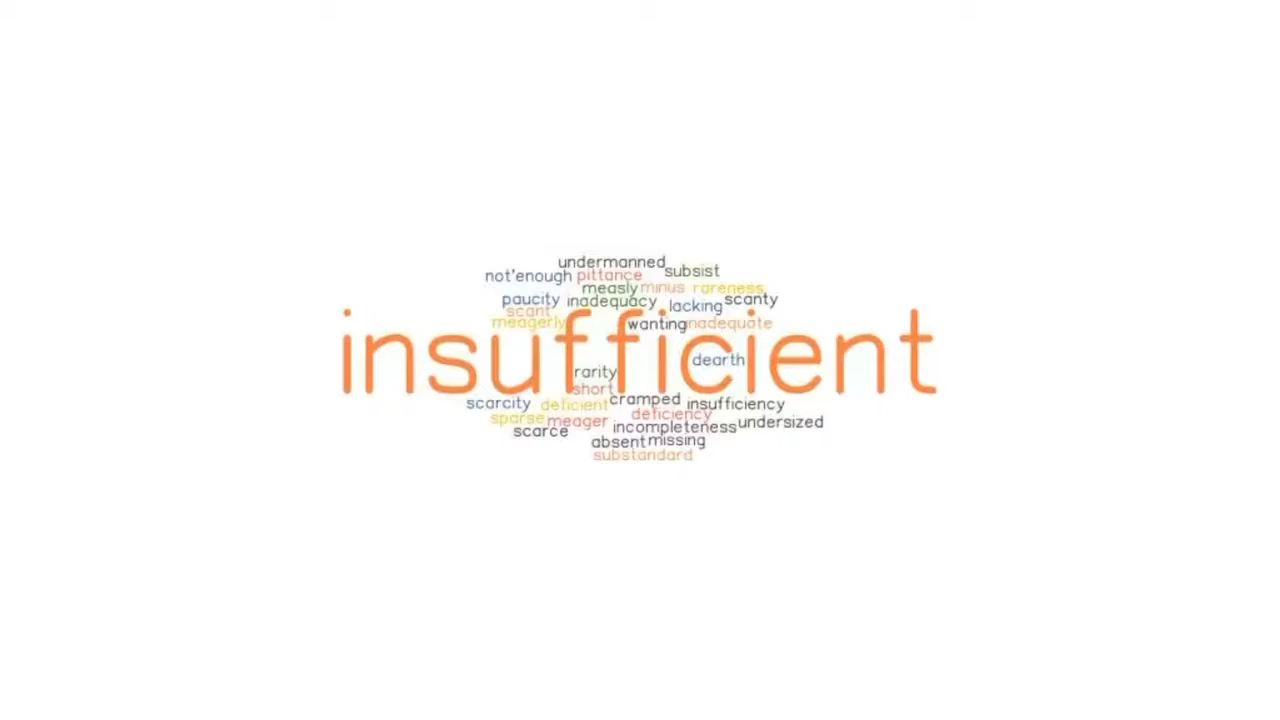 undermanned
not'enough pittance subsist
measly minus rareness
paucity inadequacy lacking scanty
scant
meagerly wanting inadequate
insufficient
dearth
rarity
short
scarcity deficient cramped insufficiency
sparse meager deficiency undersized
scarce incompleteness
absent missing
substandard